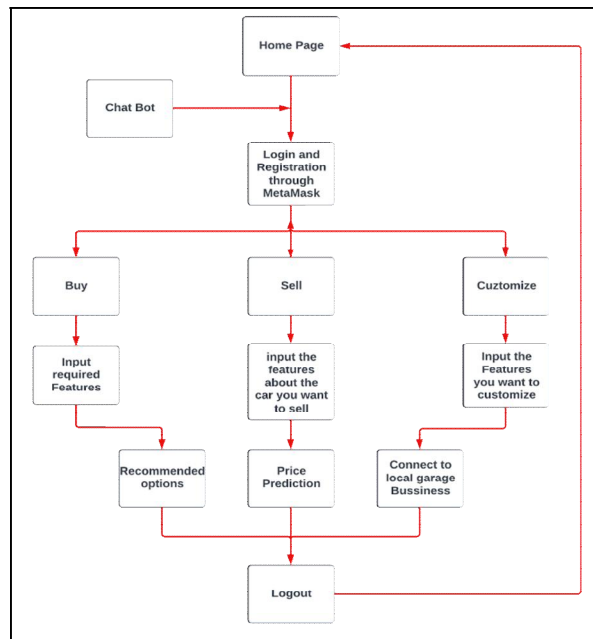 Home Page
Chat Bot
Login and
Registration
through
MetaMask
Buy
Sell
Cuztomize
Input
required
Features
input the
features
about the
car you want
to sell
Input the
Features
you want to
customize
Recommended
options
Price
Prediction
Connect to
local garage
Bussiness
Logout